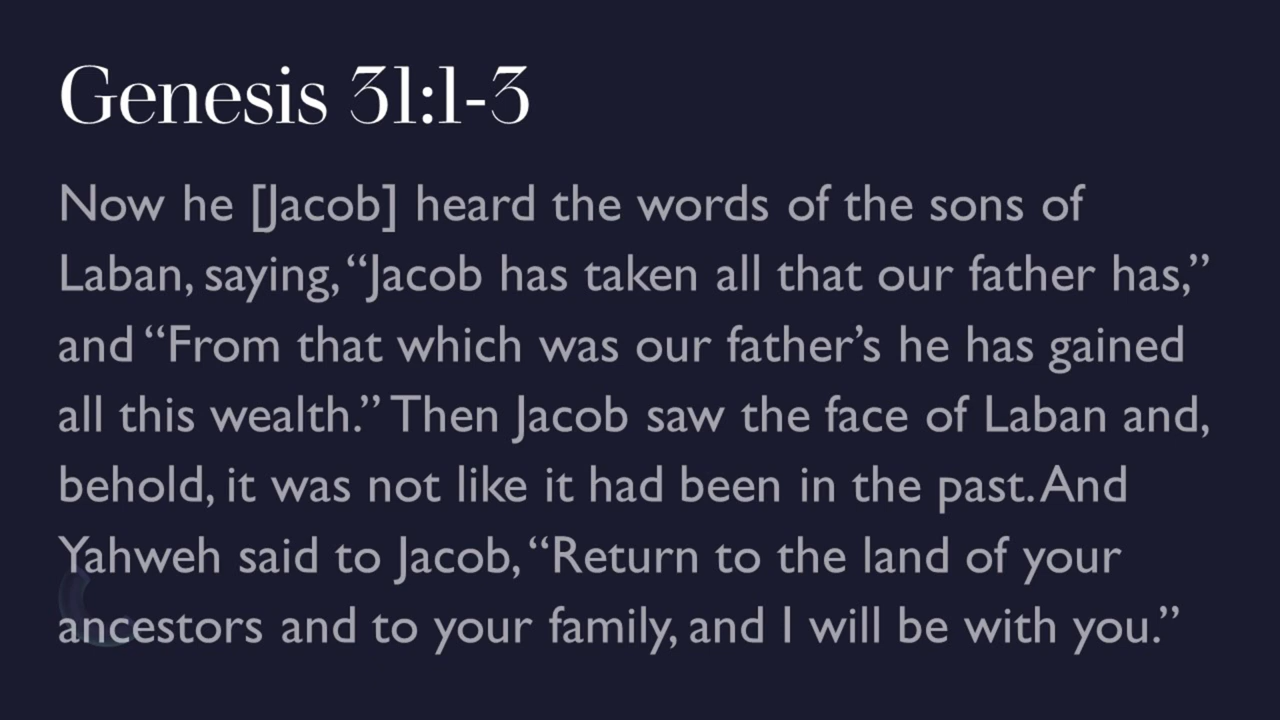 Genesis 31:1-3
Now he [Jacob] heard the words of the sons of
Laban, saying, “Jacob has taken all that our father has,”
and “From that which was our father’s he has gained
all this wealth.” Then Jacob saw the face of Laban and,
behold, it was not like it had been in the past. And
Yahweh said to Jacob, “Return to the land of your
ancestors and to your family, and I will be with you.”